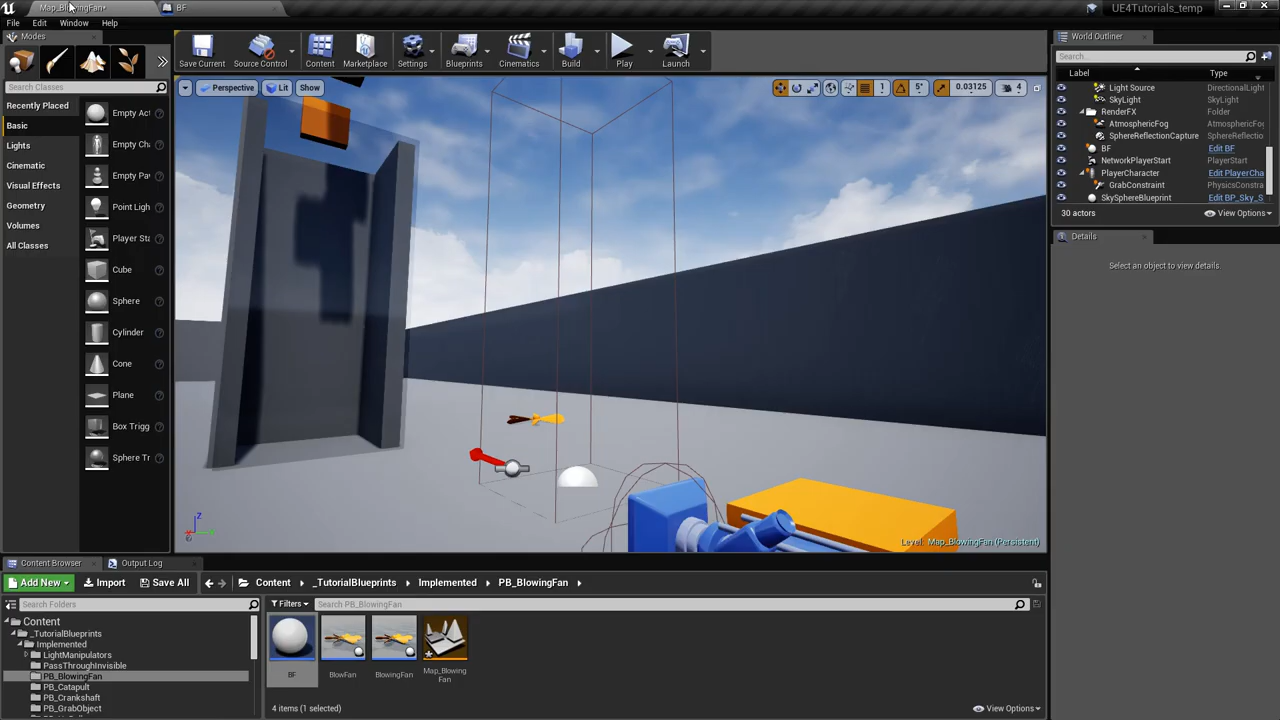 Map_BlowingFan*
BF
UE4Tutorials_temp
File Edit Window Help
Modes
Search Classes
Recently Placed
Basic
Lights
Cinematic
Visual Effects
Geometry
Volumes
All Classes
Empty Act
Empty Cha
Empty Pa
Point Ligh
Player Sta
Cube
Sphere
Cylinder
Cone
Plane
Box Trigg
Sphere Tr
Save Current
Source Control
Content
Marketplace
Settings
Blueprints
Cinematics
Build
Play
Launch
Perspective Lit Show
1 5° 0.03125 4
Z
Level: Map_BlowingFan (Persistent)
World Outliner
Search...
Label Type
Light Source DirectionalLigh
SkyLight SkyLight
RenderFX Folder
AtmosphericFog AtmosphericFog
SphereReflectionCapture SphereReflectio
BF Edit BF
NetworkPlayerStart PlayerStart
PlayerCharacter Edit PlayerCha
GrabConstraint PhysicsConstra
SkySphereBlueprint Edit BP_Sky_S
30 actors View Options
Details
Select an object to view details.
Content Browser
Output Log
Add New Import Save All Content _TutorialBlueprints Implemented PB_BlowingFan
Search Folders
Filters Search PB_BlowingFan
Content
_TutorialBlueprints
Implemented
LightManipulators
PassThroughInvisible
PB_BlowingFan
PB_Catapult
PB_Crankshaft
PB_GrabObject
BF
BlowFan
BlowingFan
Map_Blowing
Fan
4 items (1 selected) View Options